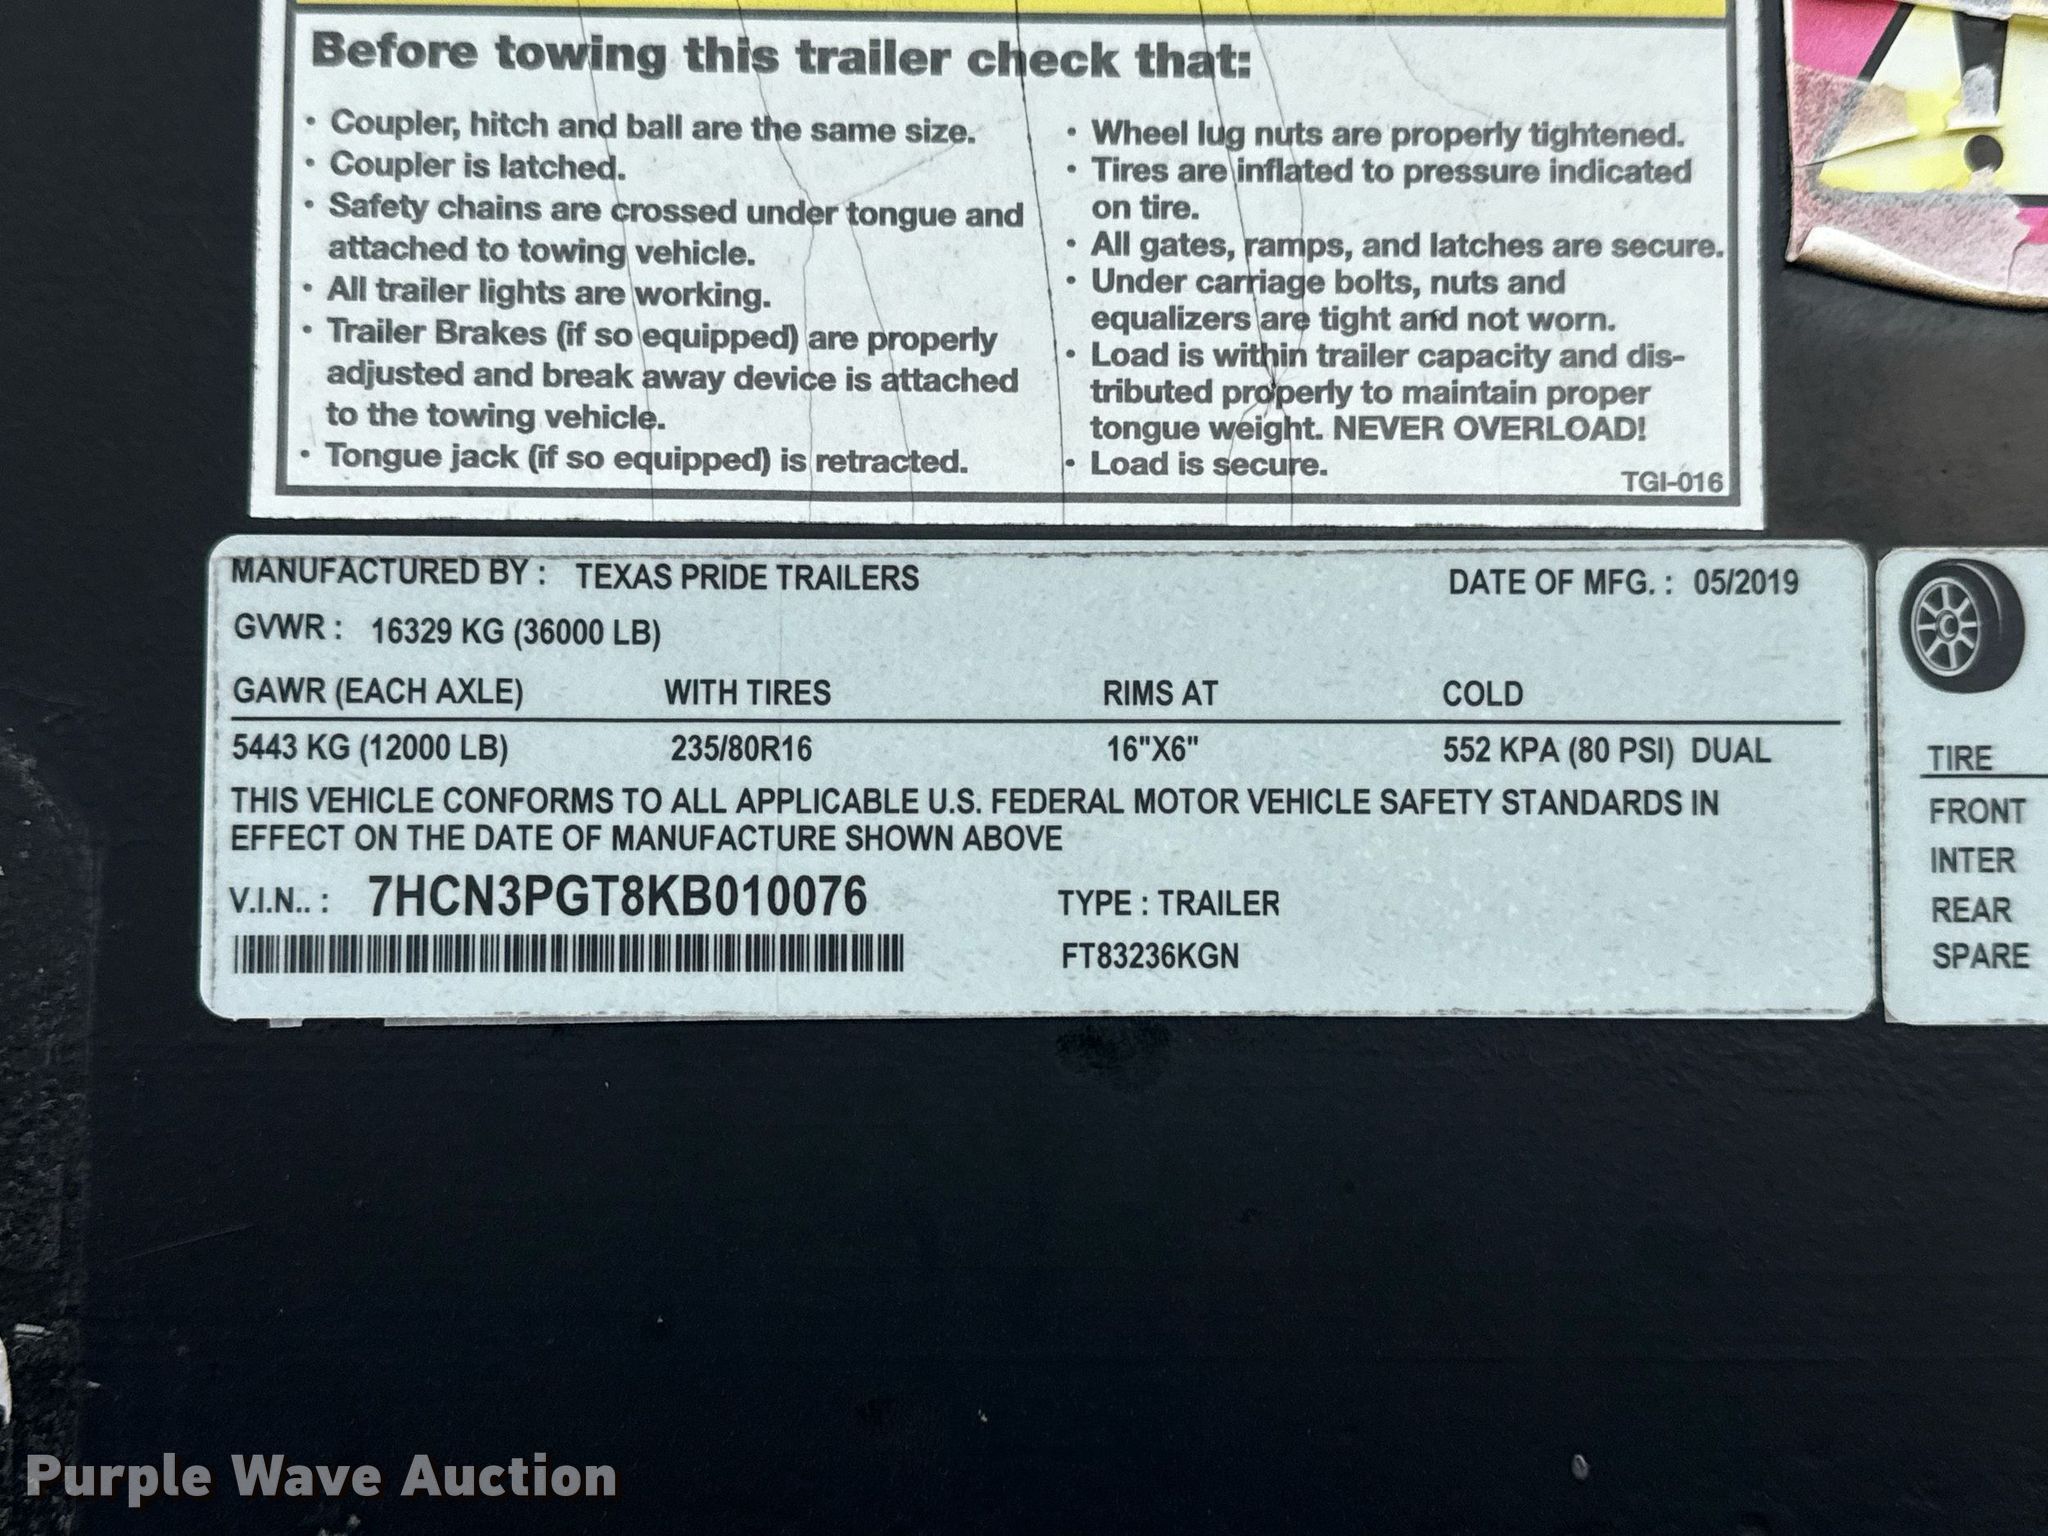 Before towing this trailer check that:
• Coupler, hitch and ball are the same size.
• Coupler is latched.
• Safety chains are crossed under tongue and
attached to towing vehicle.
• All trailer lights are working.
• Trailer Brakes (if so equipped) are properly
adjusted and break away device is attached
to the towing vehicle.
• Tongue jack (if so equipped) is retracted.
• Wheel lug nuts are properly tightened.
• Tires are inflated to pressure indicated
on tire.
• All gates, ramps, and latches are secure.
• Under carriage bolts, nuts and
equalizers are tight and not worn.
• Load is within trailer capacity and dis-
tributed properly to maintain proper
tongue weight. NEVER OVERLOAD!
• Load is secure.
TGI-016
MANUFACTURED BY : TEXAS PRIDE TRAILERS DATE OF MFG. : 05/2019
GVWR : 16329 KG (36000 LB)
GAWR (EACH AXLE) WITH TIRES RIMS AT COLD
5443 KG (12000 LB) 235/80R16 16"X6" 552 KPA (80 PSI) DUAL
THIS VEHICLE CONFORMS TO ALL APPLICABLE U.S. FEDERAL MOTOR VEHICLE SAFETY STANDARDS IN
EFFECT ON THE DATE OF MANUFACTURE SHOWN ABOVE
V.I.N.. : 7HCN3PGT8KB010076 TYPE : TRAILER
FT83236KGN
TIRE
FRONT
INTER
REAR
SPARE
Purple Wave Auction